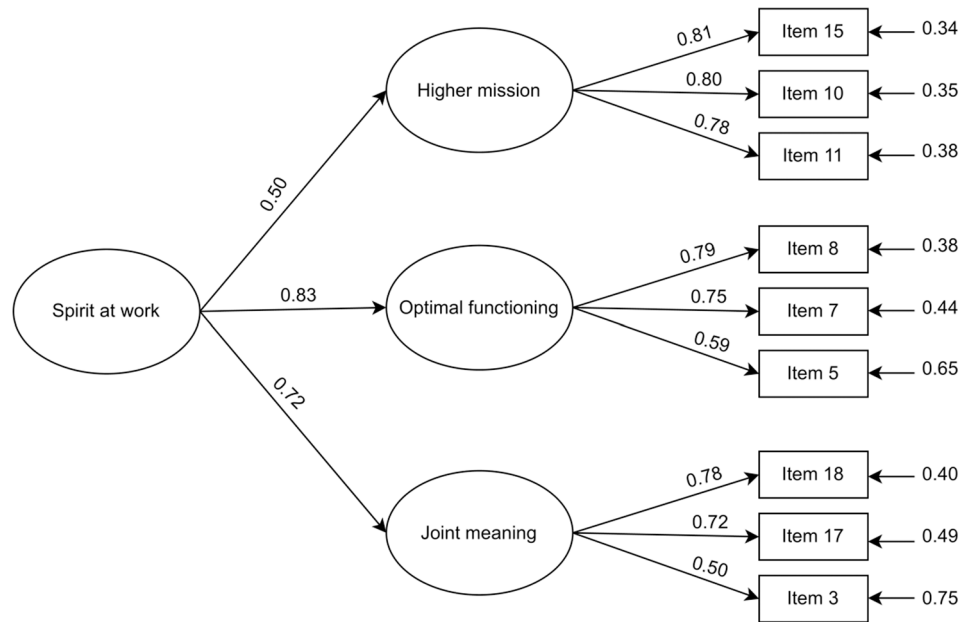 0.81
Item 15
0.34
Higher mission
0.80
Item 10
0.35
0.78
Item 11
0.38
0.50
0.79
Item 8
0.38
Spirit at work
0.83
Optimal functioning
0.75
Item 7
0.44
0.59
Item 5
0.65
0.72
0.78
Item 18
0.40
Joint meaning
0.72
Item 17
0.49
0.50
Item 3
0.75